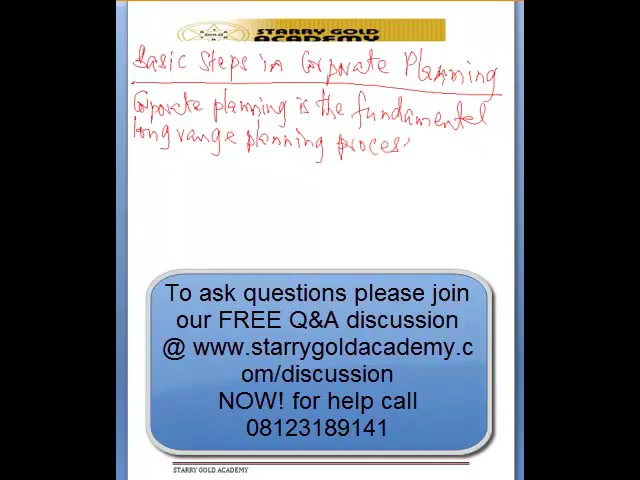 STARRY GOLD
ACADEMY
Basic Steps in Corporate Planning
Corporate planning is the fundamental
long range planning proces
To ask questions please join
our FREE Q&A discussion
@ www.starrygoldacademy.c
om/discussion
NOW! for help call
08123189141
STARRY GOLD ACADEMY